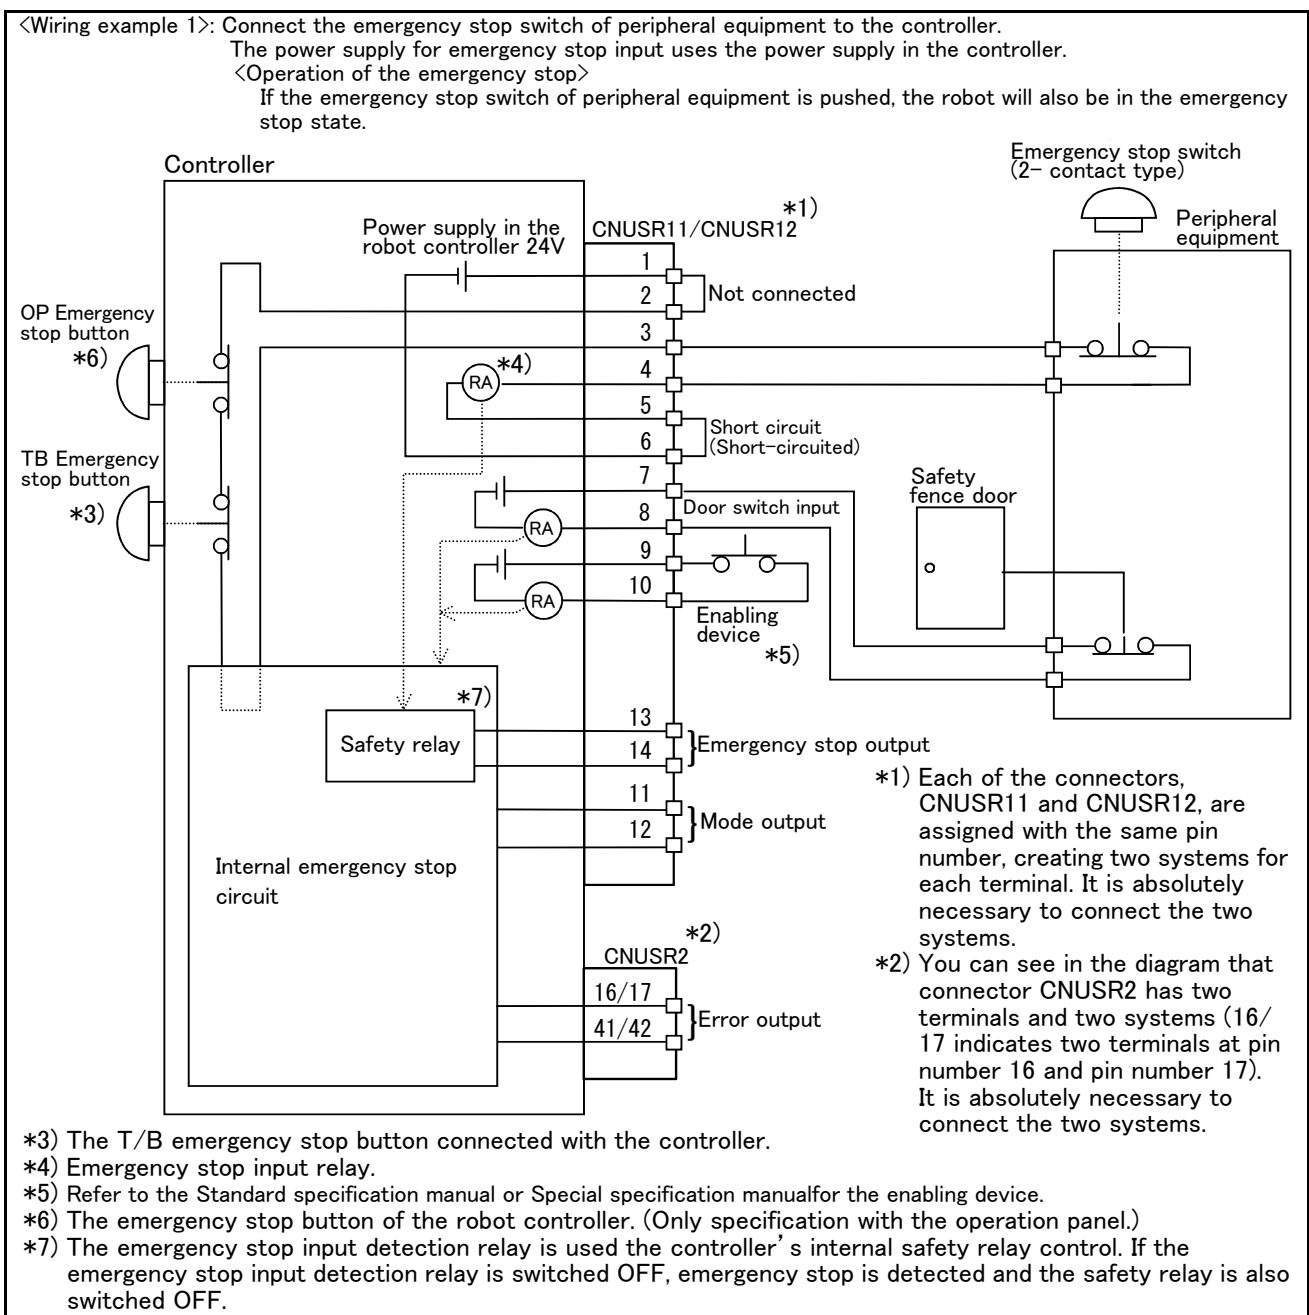 <Wiring example 1>: Connect the emergency stop switch of peripheral equipment to the controller.
The power supply for emergency stop input uses the power supply in the controller.
<Operation of the emergency stop>
If the emergency stop switch of peripheral equipment is pushed, the robot will also be in the emergency
stop state.
Controller
Emergency stop switch
(2- contact type)
Power supply in the
robot controller 24V
*1)
CNUSR11/CNUSR12
Peripheral
equipment
1
2
Not connected
OP Emergency
stop button
*6)
3
*4)
RA
4
5
6
Short circuit
(Short-circuited)
TB Emergency
stop button
*3)
7
8
RA
Door switch input
Safety
fence door
9
10
RA
Enabling
device
*5)
*7)
Safety relay
13
14
Emergency stop output
11
12
Mode output
Internal emergency stop
circuit
*2)
CNUSR2
16/17
41/42
Error output
*1) Each of the connectors,
CNUSR11 and CNUSR12, are
assigned with the same pin
number, creating two systems for
each terminal. It is absolutely
necessary to connect the two
systems.
*2) You can see in the diagram that
connector CNUSR2 has two
terminals and two systems (16/
17 indicates two terminals at pin
number 16 and pin number 17).
It is absolutely necessary to
connect the two systems.
*3) The T/B emergency stop button connected with the controller.
*4) Emergency stop input relay.
*5) Refer to the Standard specification manual or Special specification manualfor the enabling device.
*6) The emergency stop button of the robot controller. (Only specification with the operation panel.)
*7) The emergency stop input detection relay is used the controller's internal safety relay control. If the
emergency stop input detection relay is switched OFF, emergency stop is detected and the safety relay is also
switched OFF.